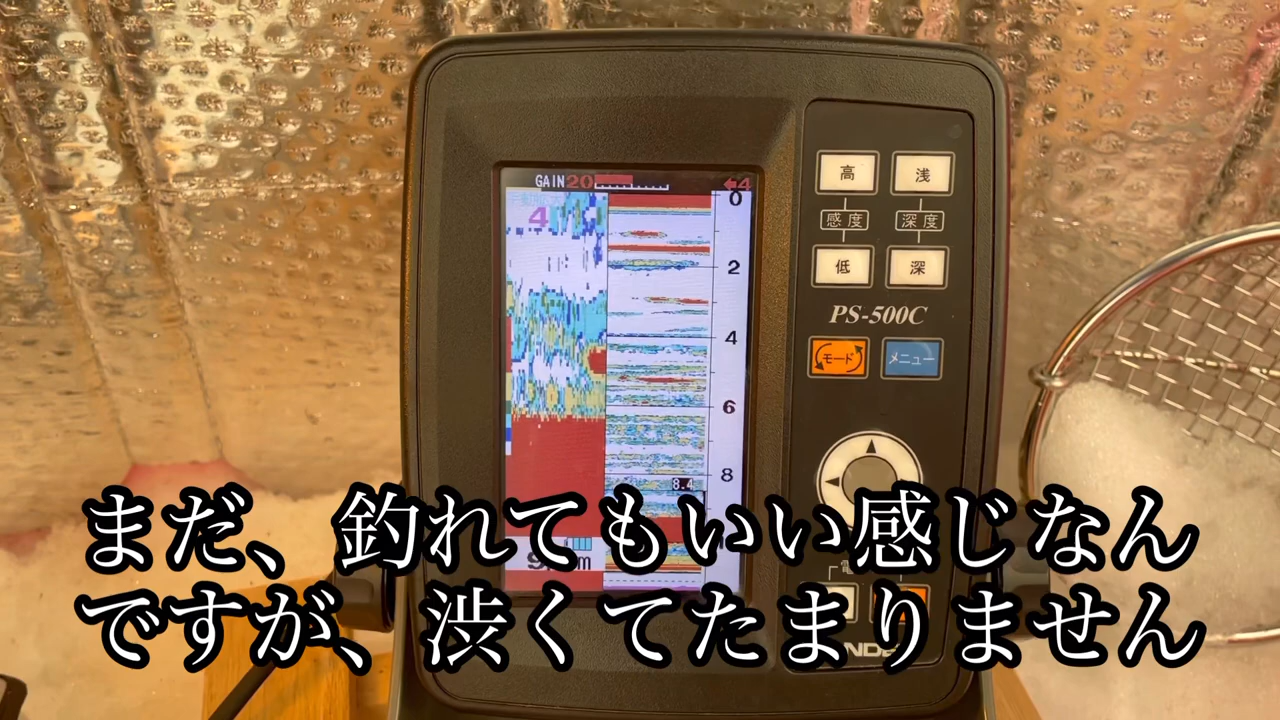 GAIN20
4
4
0
2
4
6
8
8.4
高
浅
感度
深度
低
深
PS-500C
モード
メニュー
まだ、釣れてもいい感じなん
ですが、渋くてたまりません